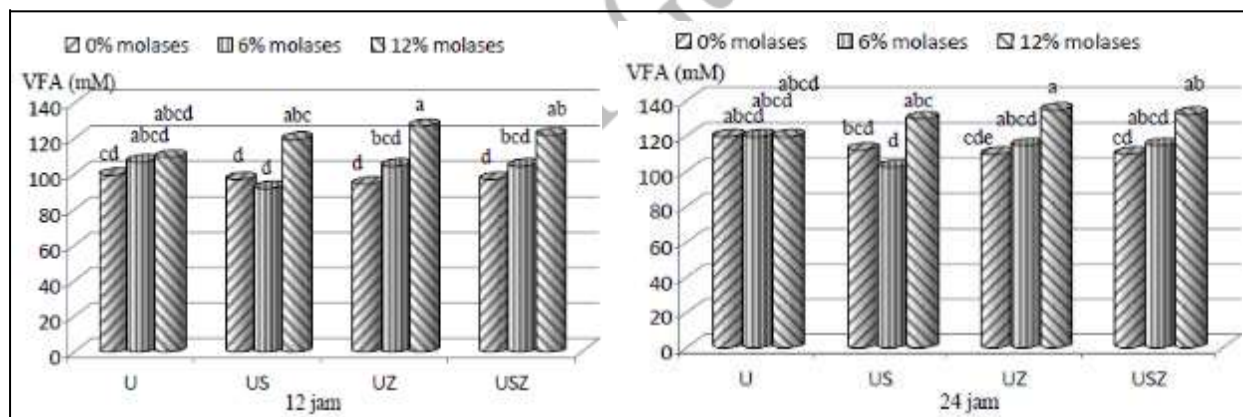 0% molases 6% molases 12% molases
VFA (mM)
140
120
100
80
60
40
20
0
cd abcd abcd
d d abc
d bcd a
d bcd ab
U US UZ USZ
12 jam
0% molases 6% molases 12% molases
VFA (mM)
140
120
100
80
60
40
20
0
abcd abcd abcd
bcd d abc
cde abcd a
cd abcd ab
U US UZ USZ
24 jam